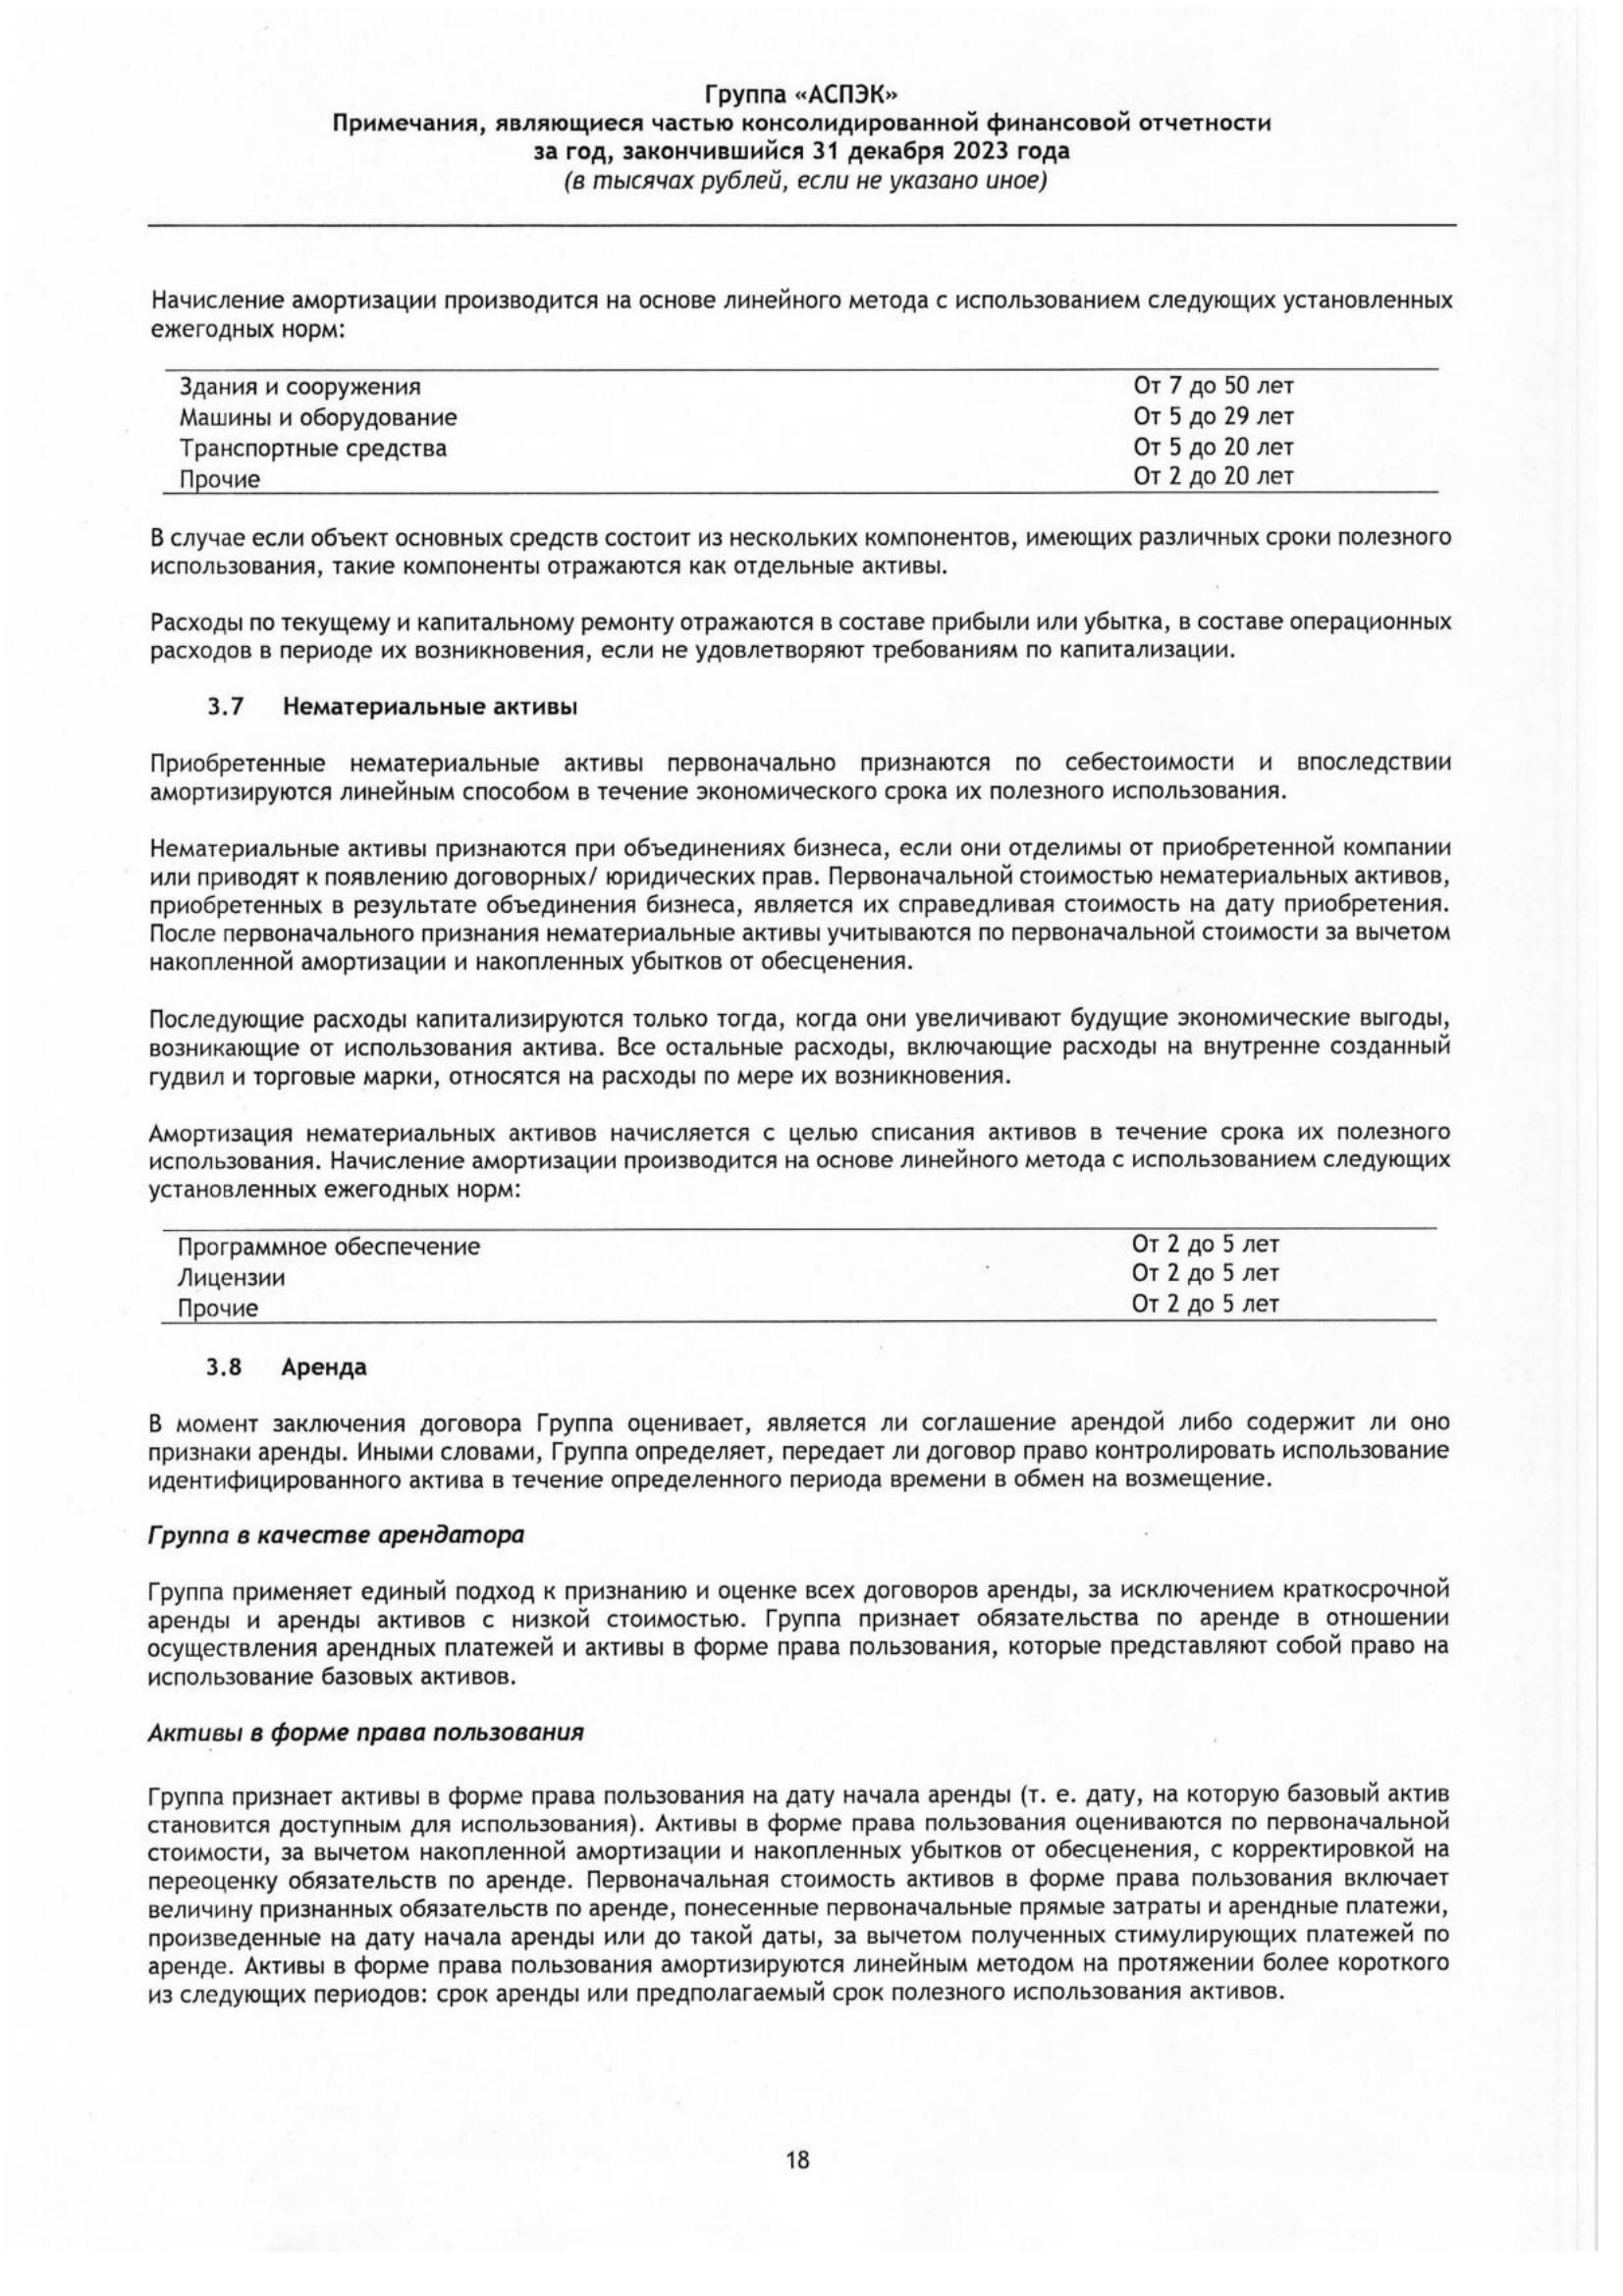 Группа «АСПЭК»
Примечания, являющиеся частью консолидированной финансовой отчетности
за год, закончившийся 31 декабря 2023 года
(в тысячах рублей, если не указано иное)
Начисление амортизации производится на основе линейного метода с использованием следующих установленных
ежегодных норм:
Здания и сооружения От 7 до 50 лет
Машины и оборудование От 5 до 29 лет
Транспортные средства От 5 до 20 лет
Прочие От 2 до 20 лет
В случае если объект основных средств состоит из нескольких компонентов, имеющих различных сроки полезного
использования, такие компоненты отражаются как отдельные активы.
Расходы по текущему и капитальному ремонту отражаются в составе прибыли или убытка, в составе операционных
расходов в периоде их возникновения, если не удовлетворяют требованиям по капитализации.
3.7 Нематериальные активы
Приобретенные нематериальные активы первоначально признаются по себестоимости и впоследствии
амортизируются линейным способом в течение экономического срока их полезного использования.
Нематериальные активы признаются при объединениях бизнеса, если они отделимы от приобретенной компании
или приводят к появлению договорных/ юридических прав. Первоначальной стоимостью нематериальных активов,
приобретенных в результате объединения бизнеса, является их справедливая стоимость на дату приобретения.
После первоначального признания нематериальные активы учитываются по первоначальной стоимости за вычетом
накопленной амортизации и накопленных убытков от обесценения.
Последующие расходы капитализируются только тогда, когда они увеличивают будущие экономические выгоды,
возникающие от использования актива. Все остальные расходы, включающие расходы на внутренне созданный
гудвил и торговые марки, относятся на расходы по мере их возникновения.
Амортизация нематериальных активов начисляется с целью списания активов в течение срока их полезного
использования. Начисление амортизации производится на основе линейного метода с использованием следующих
установленных ежегодных норм:
Программное обеспечение От 2 до 5 лет
Лицензии От 2 до 5 лет
Прочие От 2 до 5 лет
3.8 Аренда
В момент заключения договора Группа оценивает, является ли соглашение арендой либо содержит ли оно
признаки аренды. Иными словами, Группа определяет, передает ли договор право контролировать использование
идентифицированного актива в течение определенного периода времени в обмен на возмещение.
Группа в качестве арендатора
Группа применяет единый подход к признанию и оценке всех договоров аренды, за исключением краткосрочной
аренды и аренды активов с низкой стоимостью. Группа признает обязательства по аренде в отношении
осуществления арендных платежей и активы в форме права пользования, которые представляют собой право на
использование базовых активов.
Активы в форме права пользования
Группа признает активы в форме права пользования на дату начала аренды (т. е. дату, на которую базовый актив
становится доступным для использования). Активы в форме права пользования оцениваются по первоначальной
стоимости, за вычетом накопленной амортизации и накопленных убытков от обесценения, с корректировкой на
переоценку обязательств по аренде. Первоначальная стоимость активов в форме права пользования включает
величину признанных обязательств по аренде, понесенные первоначальные прямые затраты и арендные платежи,
произведенные на дату начала аренды или до такой даты, за вычетом полученных стимулирующих платежей по
аренде. Активы в форме права пользования амортизируются линейным методом на протяжении более короткого
из следующих периодов: срок аренды или предполагаемый срок полезного использования активов.
18